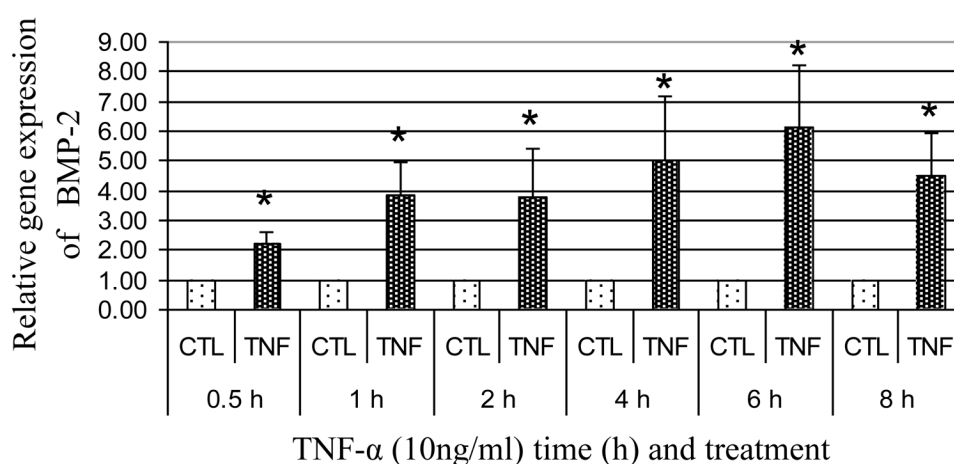 Relative gene expression
of BMP-2
9.00
8.00
7.00
6.00
5.00
4.00
3.00
2.00
1.00
0.00
* * * * * *
CTL TNF CTL TNF CTL TNF CTL TNF CTL TNF CTL TNF
0.5 h 1 h 2 h 4 h 6 h 8 h
TNF-α (10ng/ml) time (h) and treatment